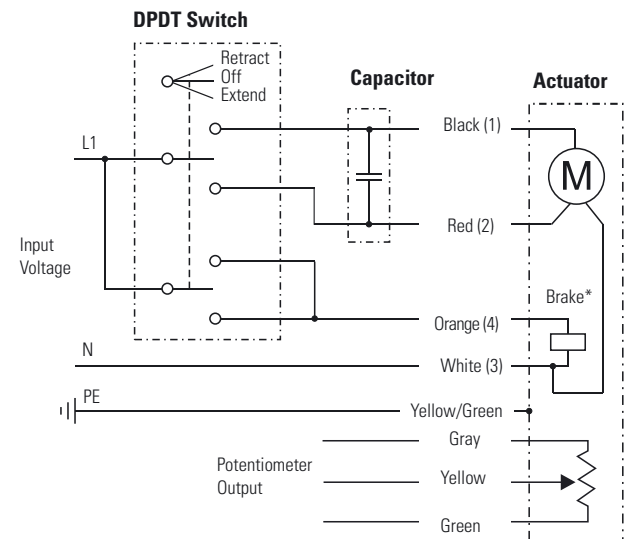 DPDT Switch
Retract
Off
Extend
Capacitor
Actuator
Black (1)
L1
M
Red (2)
Input
Voltage
Brake*
Orange (4)
N
White (3)
PE
Yellow/Green
Gray
Potentiometer
Output
Yellow
Green